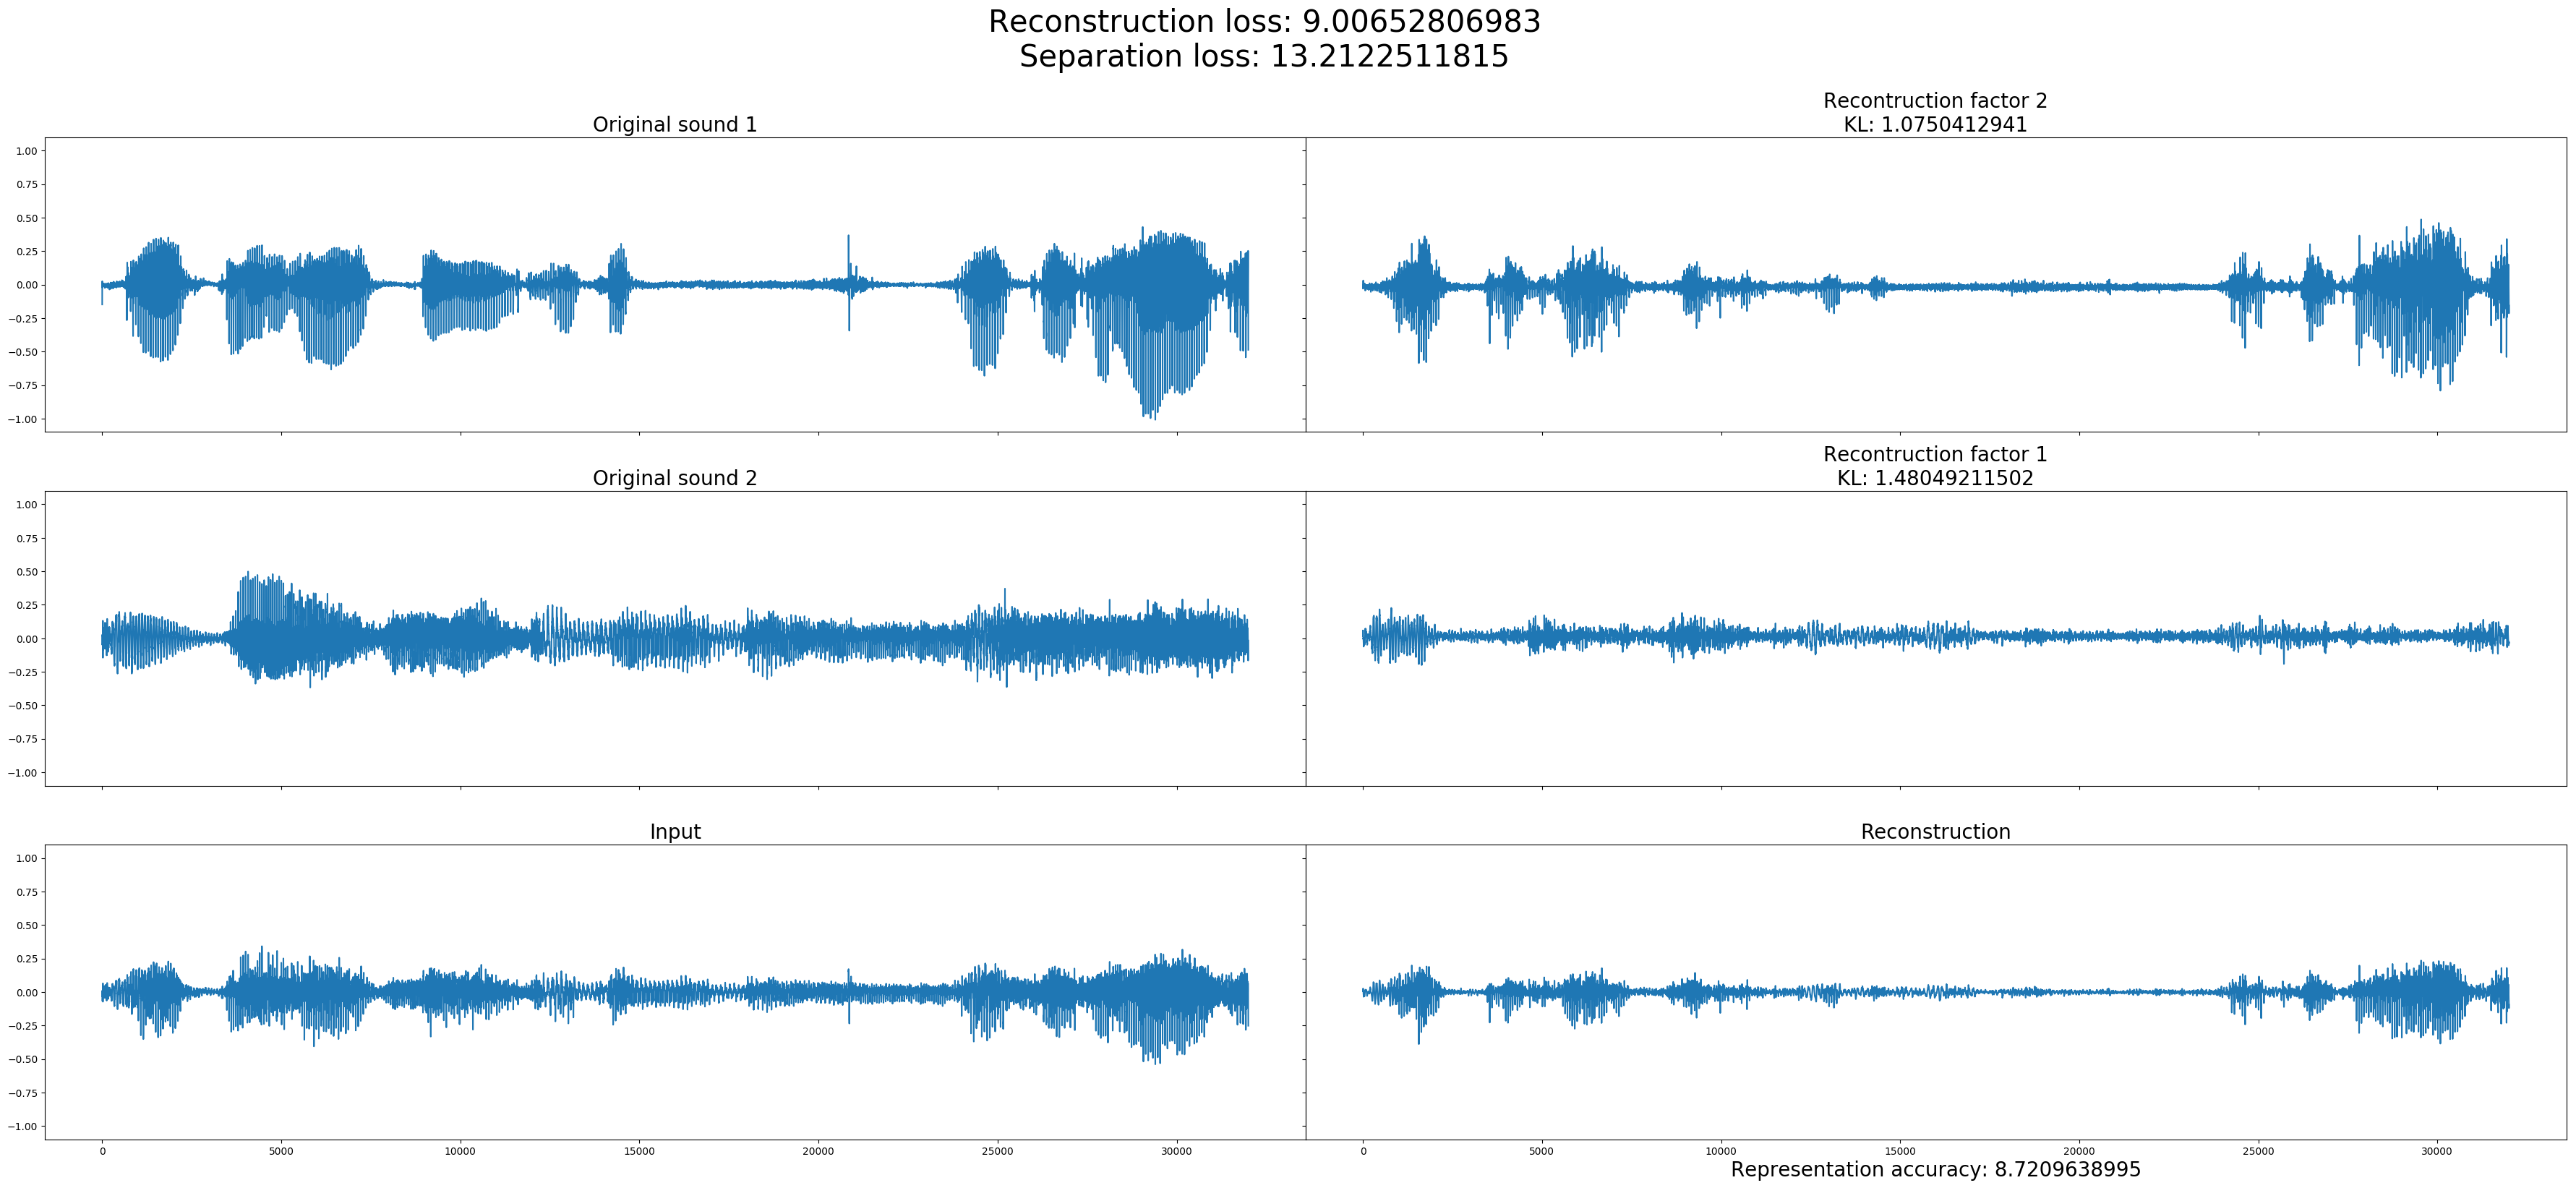 Reconstruction loss: 9.00652806983
Separation loss: 13.2122511815
Original sound 1
Recontruction factor 2
KL: 1.0750412941
1.00
0.75
0.50
0.25
0.00
−0.25
−0.50
−0.75
−1.00
Original sound 2
Recontruction factor 1
KL: 1.48049211502
1.00
0.75
0.50
0.25
0.00
−0.25
−0.50
−0.75
−1.00
Input
Reconstruction
1.00
0.75
0.50
0.25
0.00
−0.25
−0.50
−0.75
−1.00
0 5000 10000 15000 20000 25000 30000 0 5000 10000 15000 20000 25000 30000
Representation accuracy: 8.7209638995